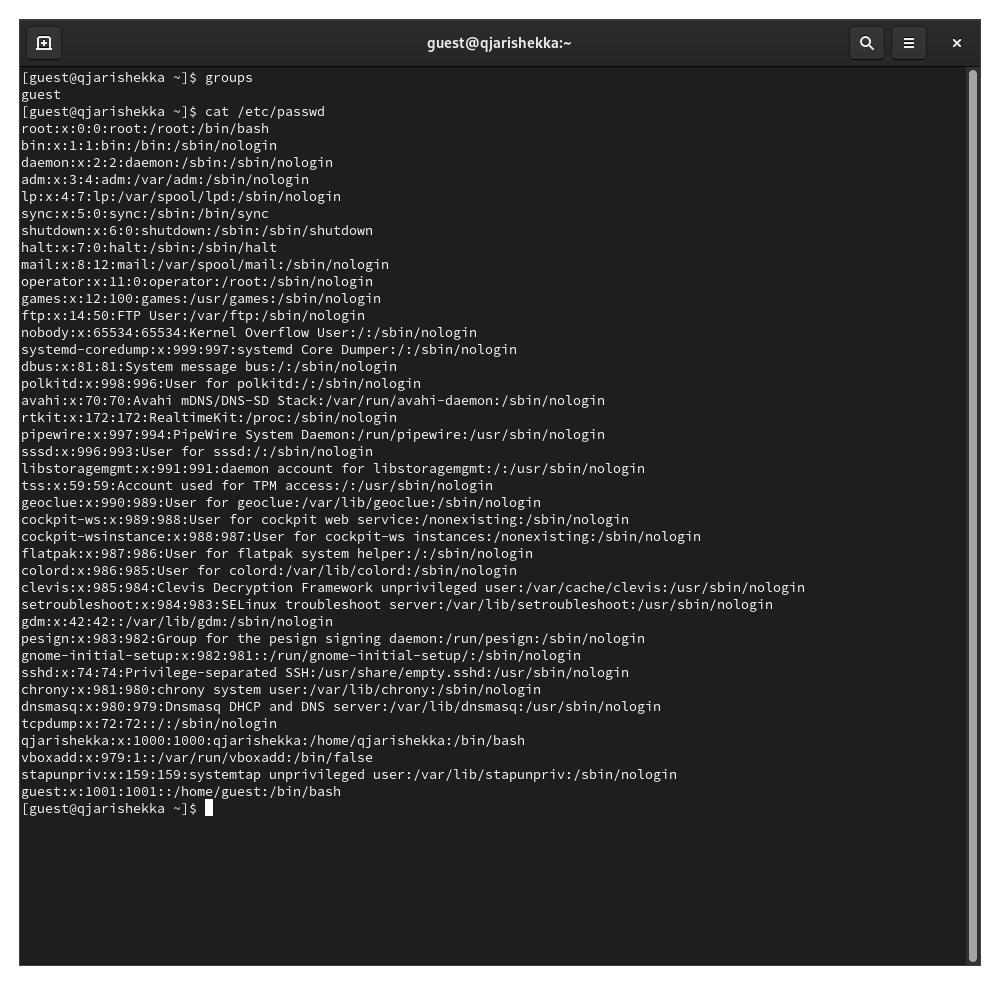 guest@qjarishekka:~
[guest@qjarishekka ~]$ groups
guest
[guest@qjarishekka ~]$ cat /etc/passwd
root:x:0:0:root:/root:/bin/bash
bin:x:1:1:bin:/bin:/sbin/nologin
daemon:x:2:2:daemon:/sbin:/sbin/nologin
adm:x:3:4:adm:/var/adm:/sbin/nologin
lp:x:4:7:lp:/var/spool/lpd:/sbin/nologin
sync:x:5:0:sync:/sbin:/bin/sync
shutdown:x:6:0:shutdown:/sbin:/sbin/shutdown
halt:x:7:0:halt:/sbin:/sbin/halt
mail:x:8:12:mail:/var/spool/mail:/sbin/nologin
operator:x:11:0:operator:/root:/sbin/nologin
games:x:12:100:games:/usr/games:/sbin/nologin
ftp:x:14:50:FTP User:/var/ftp:/sbin/nologin
nobody:x:65534:65534:Kernel Overflow User:/:/sbin/nologin
systemd-coredump:x:999:997:systemd Core Dumper:/:/sbin/nologin
dbus:x:81:81:System message bus:/:/sbin/nologin
polkitd:x:998:996:User for polkitd:/:/sbin/nologin
avahi:x:70:70:Avahi mDNS/DNS-SD Stack:/var/run/avahi-daemon:/sbin/nologin
rtkit:x:172:172:RealtimeKit:/proc:/sbin/nologin
pipewire:x:997:994:PipeWire System Daemon:/run/pipewire:/usr/sbin/nologin
sssd:x:996:993:User for sssd:/:/sbin/nologin
libstoragemgmt:x:991:991:daemon account for libstoragemgmt:/:/usr/sbin/nologin
tss:x:59:59:Account used for TPM access:/:/usr/sbin/nologin
geoclue:x:990:989:User for geoclue:/var/lib/geoclue:/sbin/nologin
cockpit-ws:x:989:988:User for cockpit web service:/nonexisting:/sbin/nologin
cockpit-wsinstance:x:988:987:User for cockpit-ws instances:/nonexisting:/sbin/nologin
flatpak:x:987:986:User for flatpak system helper:/:/sbin/nologin
colord:x:986:985:User for colord:/var/lib/colord:/sbin/nologin
clevis:x:985:984:Clevis Decryption Framework unprivileged user:/var/cache/clevis:/usr/sbin/nologin
setroubleshoot:x:984:983:SELinux troubleshoot server:/var/lib/setroubleshoot:/usr/sbin/nologin
gdm:x:42:42::/var/lib/gdm:/sbin/nologin
pesign:x:983:982:Group for the pesign signing daemon:/run/pesign:/sbin/nologin
gnome-initial-setup:x:982:981::/run/gnome-initial-setup/:/sbin/nologin
sshd:x:74:74:Privilege-separated SSH:/usr/share/empty.sshd:/usr/sbin/nologin
chrony:x:981:980:chrony system user:/var/lib/chrony:/sbin/nologin
dnsmasq:x:980:979:Dnsmasq DHCP and DNS server:/var/lib/dnsmasq:/usr/sbin/nologin
tcpdump:x:72:72::/:/sbin/nologin
qjarishekka:x:1000:1000:qjarishekka:/home/qjarishekka:/bin/bash
vboxadd:x:979:1::/var/run/vboxadd:/bin/false
stapunpriv:x:159:159:systemtap unprivileged user:/var/lib/stapunpriv:/sbin/nologin
guest:x:1001:1001::/home/guest:/bin/bash
[guest@qjarishekka ~]$